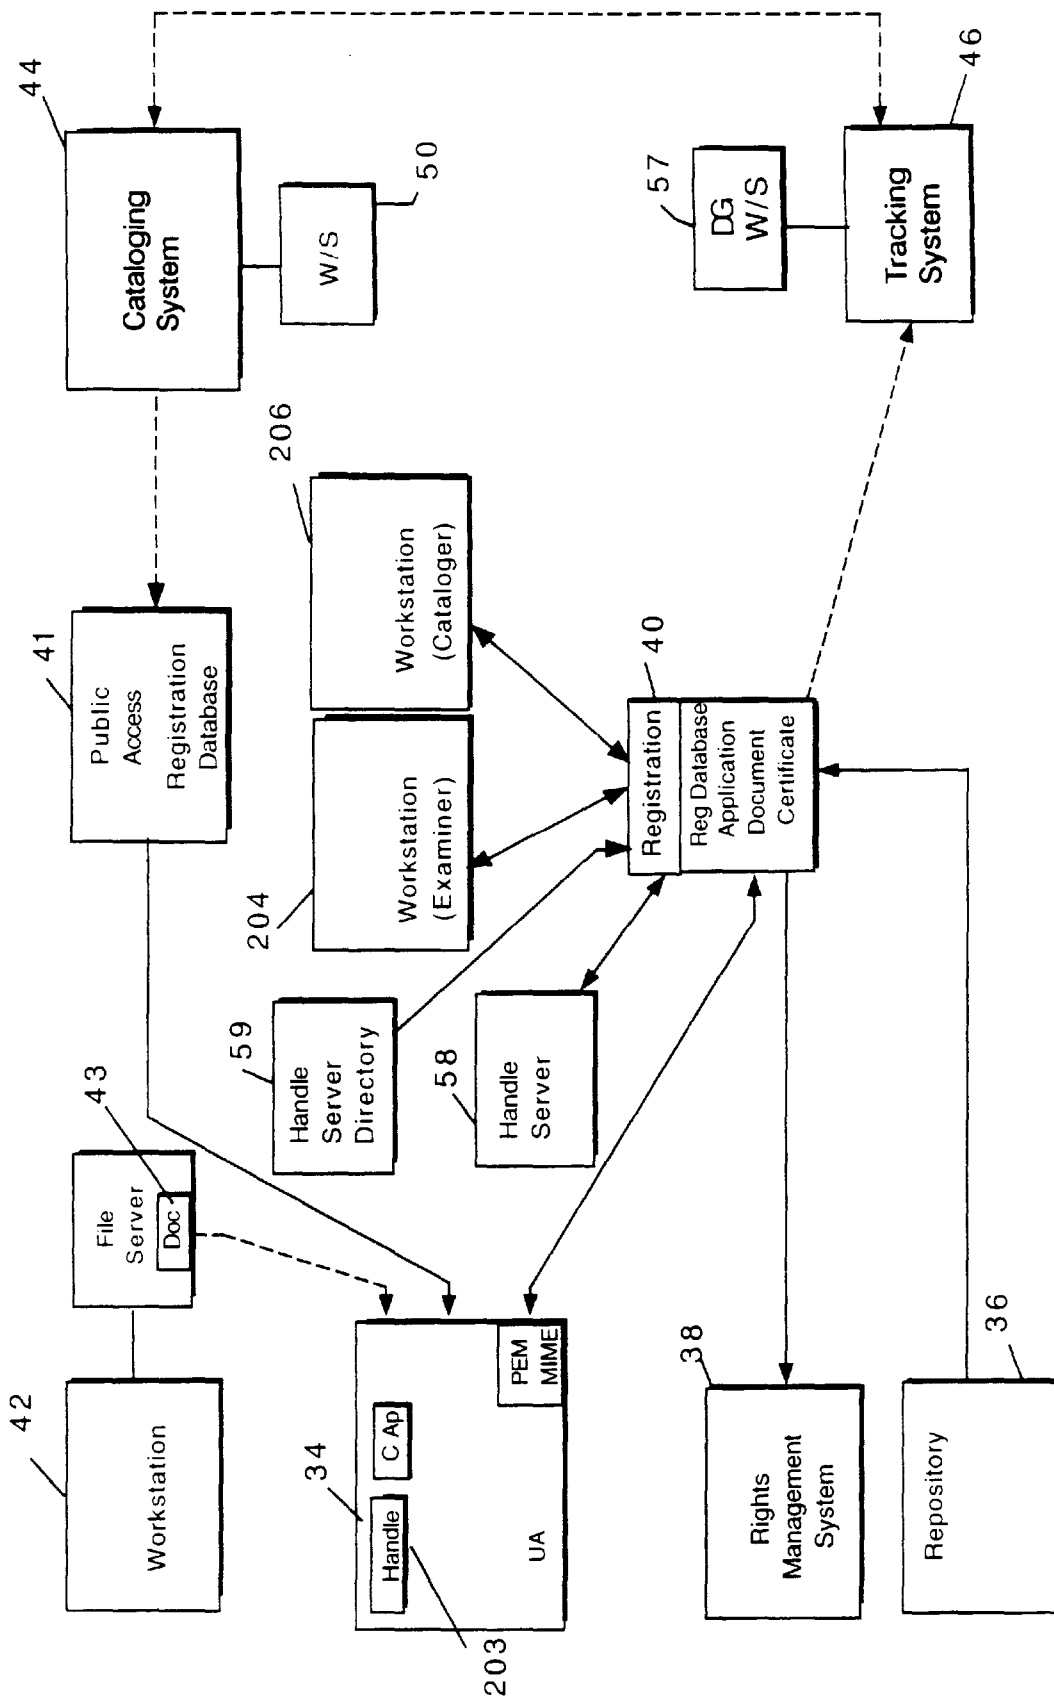 42
Workstation
File
Server
Doc
43
41
Public
Access
Registration
Database
44
Cataloging
System
W/S
50
34
Handle
C Ap
UA
PEM
MIME
203
59
Handle
Server
Directory
58
Handle
Server
204
Workstation
(Examiner)
206
Workstation
(Cataloger)
40
Registration
Reg Database
Application
Document
Certificate
57
DG
W/S
Tracking
System
46
38
Rights
Management
System
36
Repository